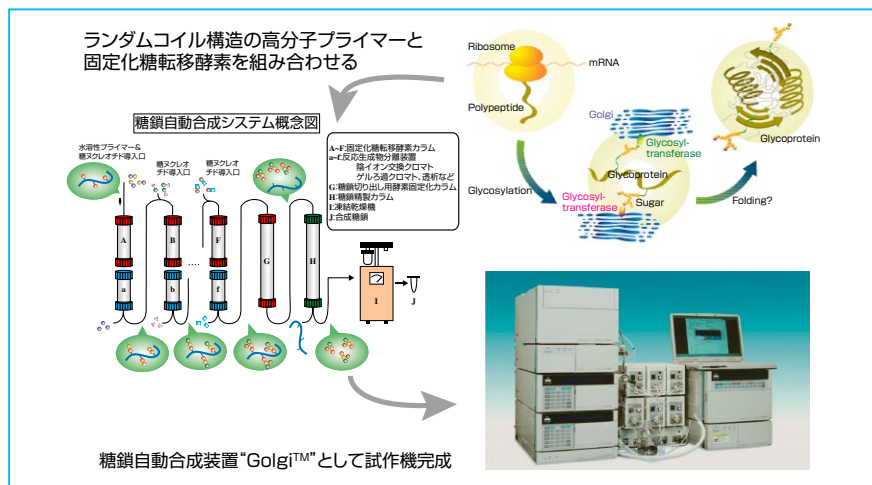 ランダムコイル構造の高分子プライマーと
固定化糖転移酵素を組み合わせる
糖鎖自動合成システム概念図
水溶性プライマー&
糖ヌクレオチド導入口
糖ヌクレオ
チド導入口
糖ヌクレオ
チド導入口
A~F:固定化糖転移酵素カラム
a~f:反応生成物分離装置
陰イオン交換クロマト
ゲルろ過クロマト、透析など
G:糖鎖切り出し用酵素固定化カラム
H:糖鎖精製カラム
I:凍結乾燥機
J:合成糖鎖
A
B
F
....
G
H
a
b
f
I
J
Ribosome
mRNA
Polypeptide
Golgi
Glycosyl-
transferase
Glycoprotein
Glycosylation
Glycosyl-
transferase
Sugar
Folding?
Glycoprotein
糖鎖自動合成装置“Golgi™”として試作機完成